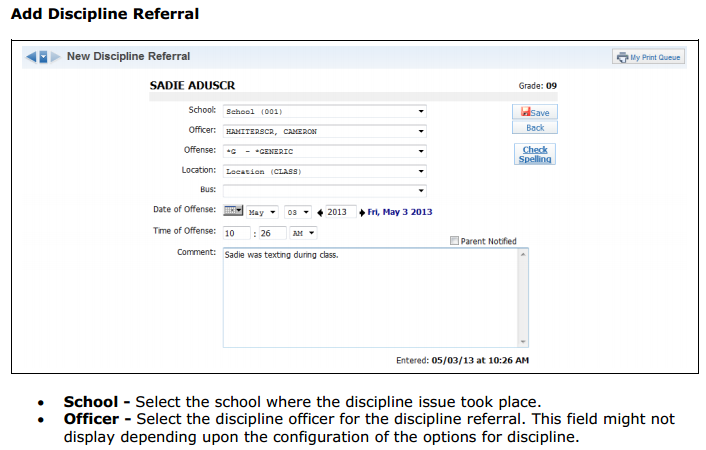 Add Discipline Referral
New Discipline Referral
My Print Queue
SADIE ADUSCR
Grade: 09
School: School (001)
Save
Officer: HAMITERSCR, CAMERON
Back
Offense: *G - *GENERIC
Check
Spelling
Location: Location (CLASS)
Bus:
Date of Offense: May 03 2013 Fri, May 3 2013
Time of Offense: 10 : 26 AM
Parent Notified
Comment: Sadie was texting during class.
Entered: 05/03/13 at 10:26 AM
• School - Select the school where the discipline issue took place.
• Officer - Select the discipline officer for the discipline referral. This field might not
display depending upon the configuration of the options for discipline.